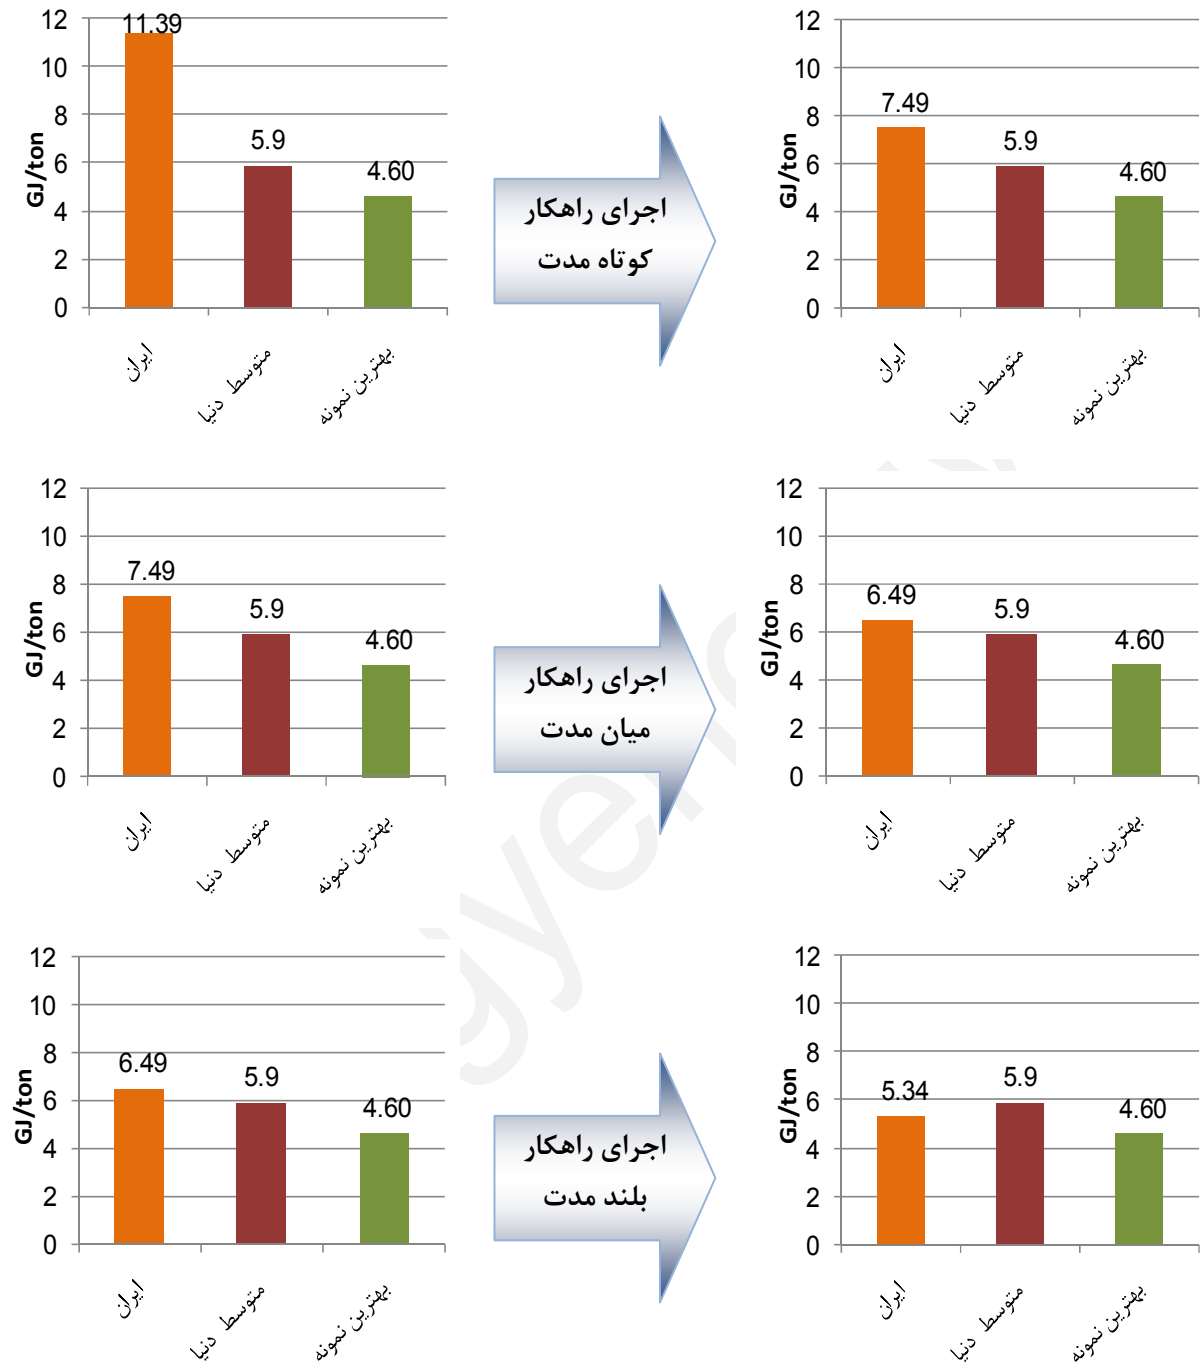 12
10
8
6
4
2
0
GJ/ton
11.39
5.9
4.60
ایران
متوسط دنیا
بهترین نمونه
اجرای راهکار
کوتاه مدت
12
10
8
6
4
2
0
GJ/ton
7.49
5.9
4.60
ایران
متوسط دنیا
بهترین نمونه
12
10
8
6
4
2
0
GJ/ton
7.49
5.9
4.60
ایران
متوسط دنیا
بهترین نمونه
اجرای راهکار
میان مدت
12
10
8
6
4
2
0
GJ/ton
6.49
5.9
4.60
ایران
متوسط دنیا
بهترین نمونه
12
10
8
6
4
2
0
GJ/ton
6.49
5.9
4.60
ایران
متوسط دنیا
بهترین نمونه
اجرای راهکار
بلند مدت
12
10
8
6
4
2
0
GJ/ton
5.34
5.9
4.60
ایران
متوسط دنیا
بهترین نمونه